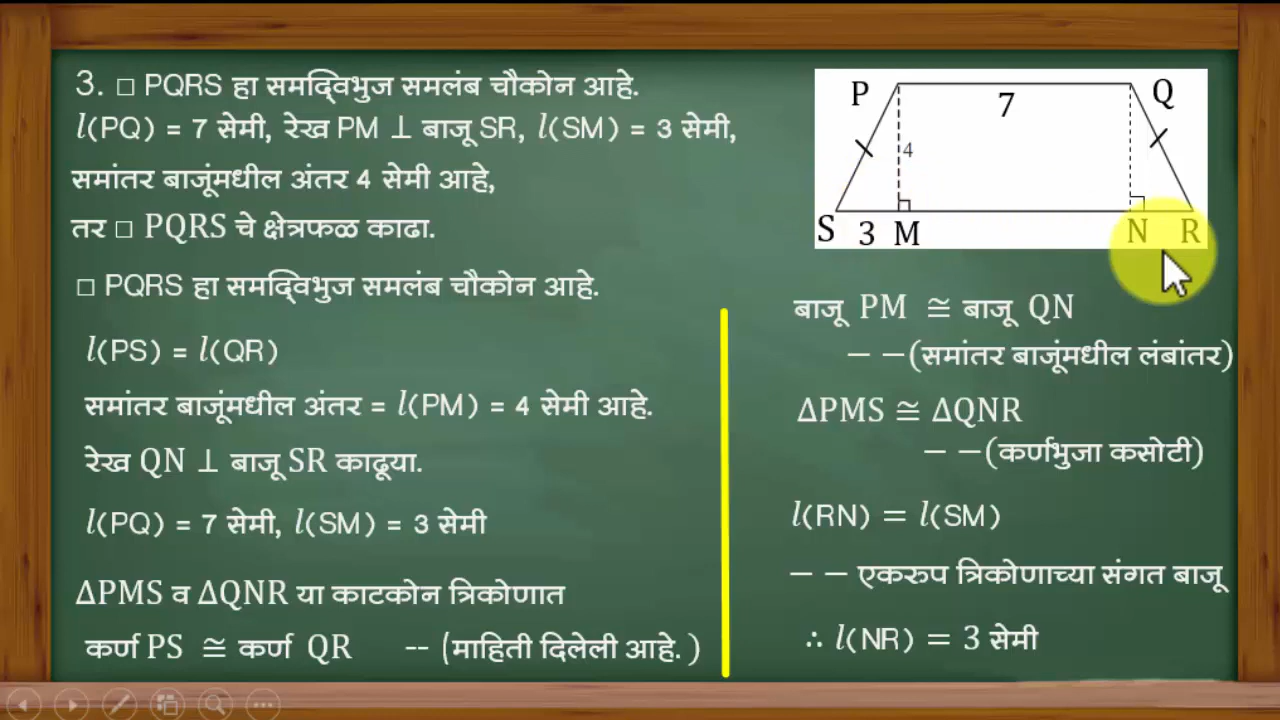 3. □ PQRS हा समद्‌विभुज समलंब चौकोन आहे.
l(PQ) = 7 सेमी, रेख PM ⊥ बाजू SR, l(SM) = 3 सेमी,
समांतर बाजूंमधील अंतर 4 सेमी आहे,
तर □ PQRS चे क्षेत्रफळ काढा.
P
7
Q
4
S 3 M N R
□ PQRS हा समद्‌विभुज समलंब चौकोन आहे.
l(PS) = l(QR)
समांतर बाजूंमधील अंतर = l(PM) = 4 सेमी आहे.
रेख QN ⊥ बाजू SR काढूया.
l(PQ) = 7 सेमी, l(SM) = 3 सेमी
ΔPMS व ΔQNR या काटकोन त्रिकोणात
कर्ण PS ≅ कर्ण QR -- (माहिती दिलेली आहे. )
बाजू PM ≅ बाजू QN
− −(समांतर बाजूंमधील लंबांतर)
ΔPMS ≅ ΔQNR
− −(कर्णभुजा कसोटी)
l(RN) = l(SM)
− − एकरुप त्रिकोणाच्या संगत बाजू
∴ l(NR) = 3 सेमी